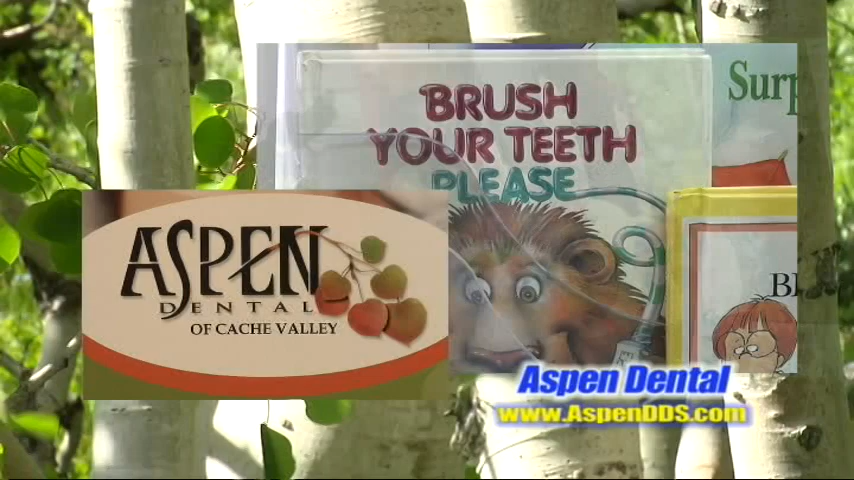 BRUSH
YOUR TEETH
PLEASE
ASPEN
DENTAL
OF CACHE VALLEY
Aspen Dental
www.AspenDDS.com